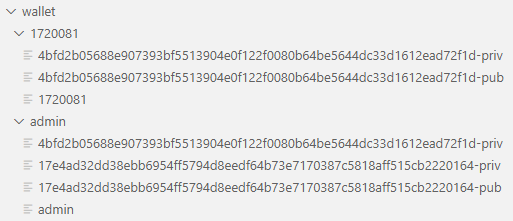 wallet
1720081
4bfd2b05688e907393bf5513904e0f122f0080b64be5644dc33d1612ead72f1d-priv
4bfd2b05688e907393bf5513904e0f122f0080b64be5644dc33d1612ead72f1d-pub
1720081
admin
4bfd2b05688e907393bf5513904e0f122f0080b64be5644dc33d1612ead72f1d-priv
17e4ad32dd38ebb6954ff5794d8eedf64b73e7170387c5818aff515cb2220164-priv
17e4ad32dd38ebb6954ff5794d8eedf64b73e7170387c5818aff515cb2220164-pub
admin